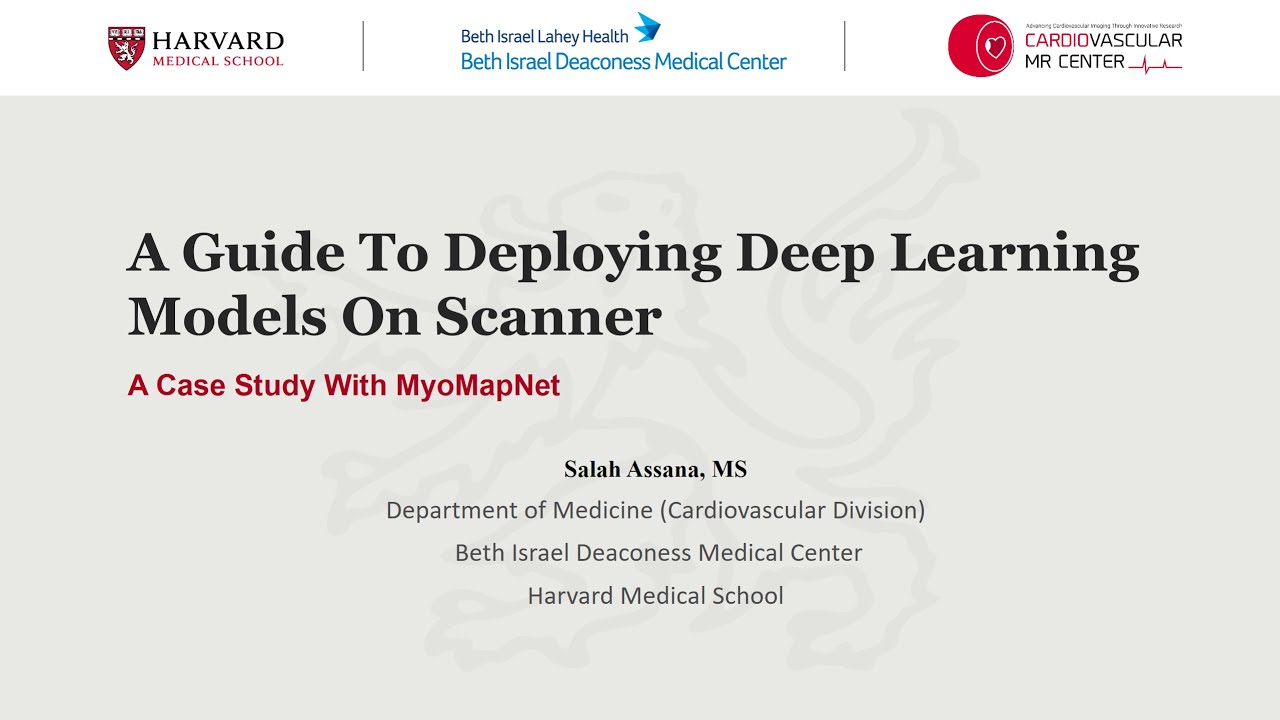 HARVARD
MEDICAL SCHOOL
Beth Israel Lahey Health
Beth Israel Deaconess Medical Center
Advancing Cardiovascular Imaging Through Innovative Research
CARDIOVASCULAR
MR CENTER
A Guide To Deploying Deep Learning
Models On Scanner
A Case Study With MyoMapNet
Salah Assana, MS
Department of Medicine (Cardiovascular Division)
Beth Israel Deaconess Medical Center
Harvard Medical School